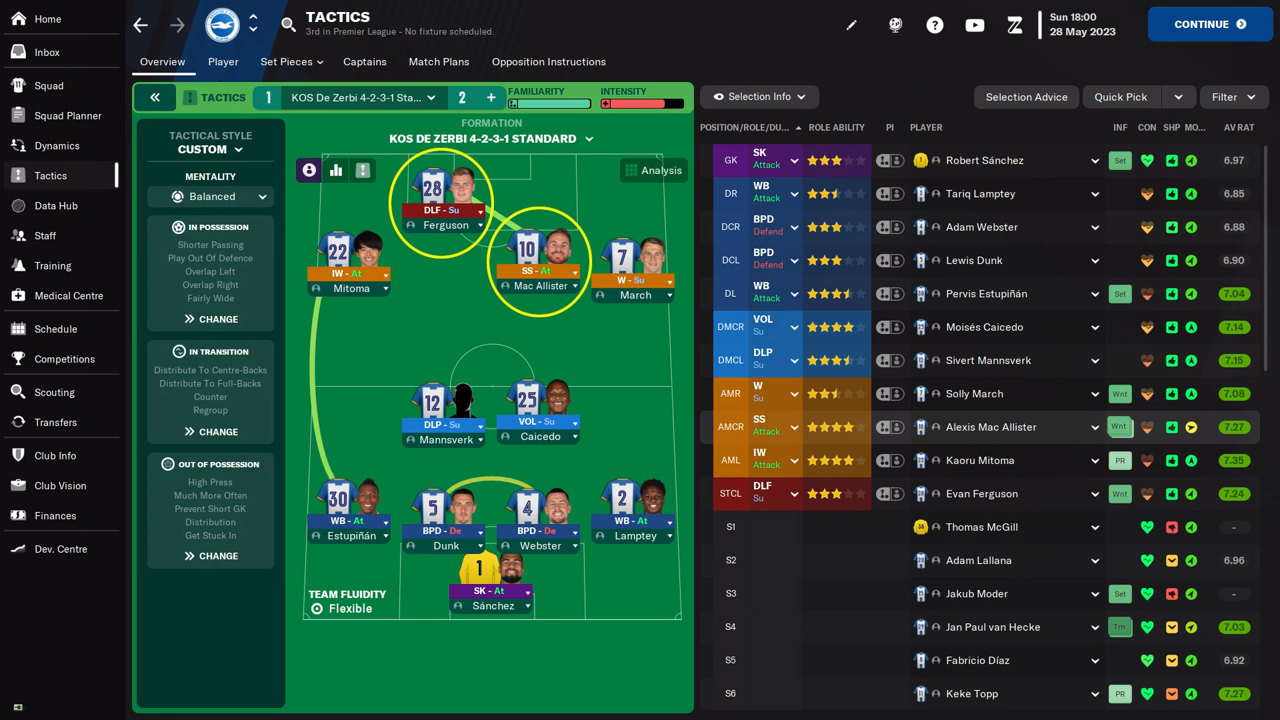 Home
Inbox
Squad
Squad Planner
Dynamics
Tactics
Data Hub
Staff
Training
Medical Centre
Schedule
Competitions
Scouting
Transfers
Club Info
Club Vision
Finances
Dev. Centre
TACTICS
3rd in Premier League - No fixture scheduled.
Sun 18:00
28 May 2023
CONTINUE
Overview Player Set Pieces Captains Match Plans Opposition Instructions
TACTICS 1 KOS De Zerbi 4-2-3-1 Sta... 2 +
FAMILIARITY
INTENSITY
TACTICAL STYLE
CUSTOM
MENTALITY
Balanced
IN POSSESSION
Shorter Passing
Play Out Of Defence
Overlap Left
Overlap Right
Fairly Wide
CHANGE
IN TRANSITION
Distribute To Centre-Backs
Distribute To Full-Backs
Counter
Regroup
CHANGE
OUT OF POSSESSION
High Press
Much More Often
Prevent Short GK
Distribution
Get Stuck In
CHANGE
FORMATION
KOS DE ZERBI 4-2-3-1 STANDARD
Analysis
28
DLF - Su
Ferguson
22
IW - At
Mitoma
10
SS - At
Mac Allister
7
W - Su
March
12
DLP - Su
Mannsverk
25
VOL - Su
Caicedo
30
WB - At
Estupiñán
5
BPD - De
Dunk
4
BPD - De
Webster
2
WB - At
Lamptey
1
SK - At
Sánchez
TEAM FLUIDITY
Flexible
Selection Info
Selection Advice Quick Pick Filter
POSITION/ROLE/DU... ROLE ABILITY PI PLAYER INF CON SHP MO... AV RAT
GK SK Attack Robert Sánchez Set 6.97
DR WB Attack Tariq Lamptey 6.85
DCR BPD Defend Adam Webster 6.88
DCL BPD Defend Lewis Dunk 6.90
DL WB Attack Pervis Estupiñán Set 7.04
DMCR VOL Su Moisés Caicedo 7.14
DMCL DLP Su Sivert Mannsverk 7.15
AMR W Su Solly March Wnt 7.08
AMCR SS Attack Alexis Mac Allister Wnt 7.27
AML IW Attack Kaoru Mitoma PR 7.35
STCL DLF Su Evan Ferguson Wnt 7.24
S1 Thomas McGill -
S2 Adam Lallana 6.96
S3 Jakub Moder Set -
S4 Jan Paul van Hecke Trn 7.03
S5 Fabricio Díaz 6.92
S6 Keke Topp PR 7.27